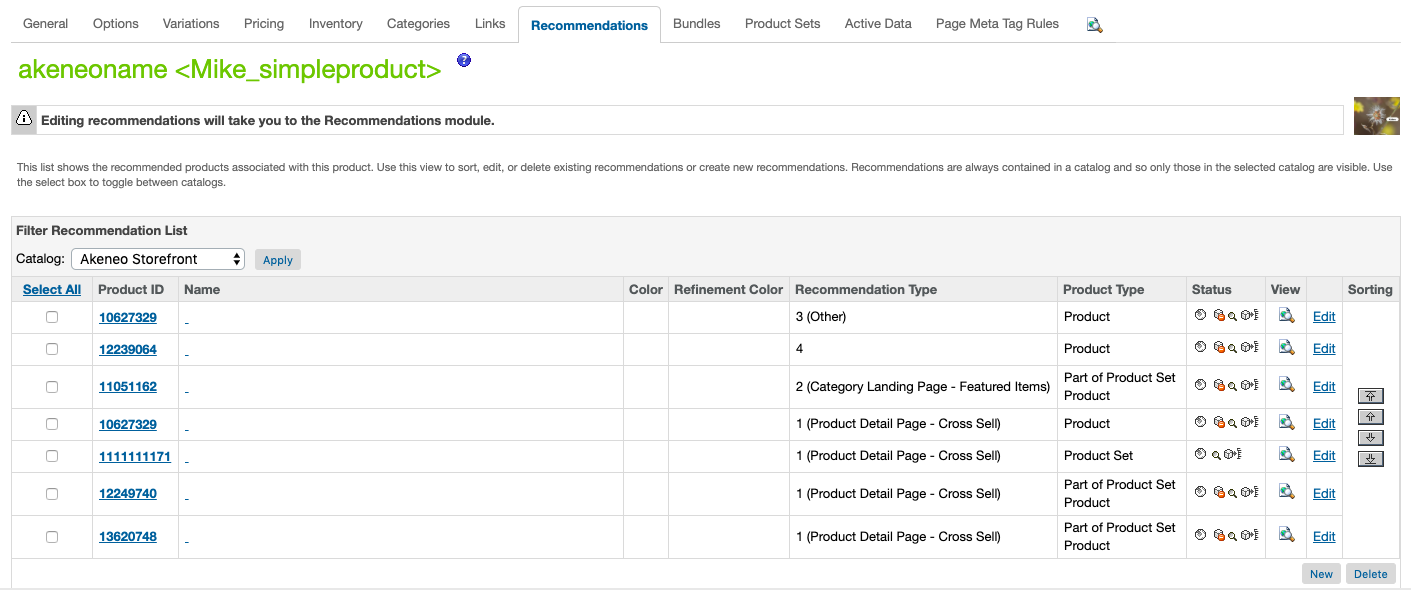 General Options Variations Pricing Inventory Categories Links Recommendations Bundles Product Sets Active Data Page Meta Tag Rules
akeneoname <Mike_simpleproduct> ?
Editing recommendations will take you to the Recommendations module.
This list shows the recommended products associated with this product. Use this view to sort, edit, or delete existing recommendations or create new recommendations. Recommendations are always contained in a catalog and so only those in the selected catalog are visible. Use
the select box to toggle between catalogs.
Filter Recommendation List
Catalog: Akeneo Storefront Apply
Select All Product ID Name Color Refinement Color Recommendation Type Product Type Status View Sorting
10627329 3 (Other) Product Edit
12239064 4 Product Edit
11051162 2 (Category Landing Page - Featured Items) Part of Product Set Edit
Product
10627329 1 (Product Detail Page - Cross Sell) Product Edit
1111111171 1 (Product Detail Page - Cross Sell) Product Set Edit
12249740 1 (Product Detail Page - Cross Sell) Part of Product Set Edit
Product
13620748 1 (Product Detail Page - Cross Sell) Part of Product Set Edit
Product
New Delete